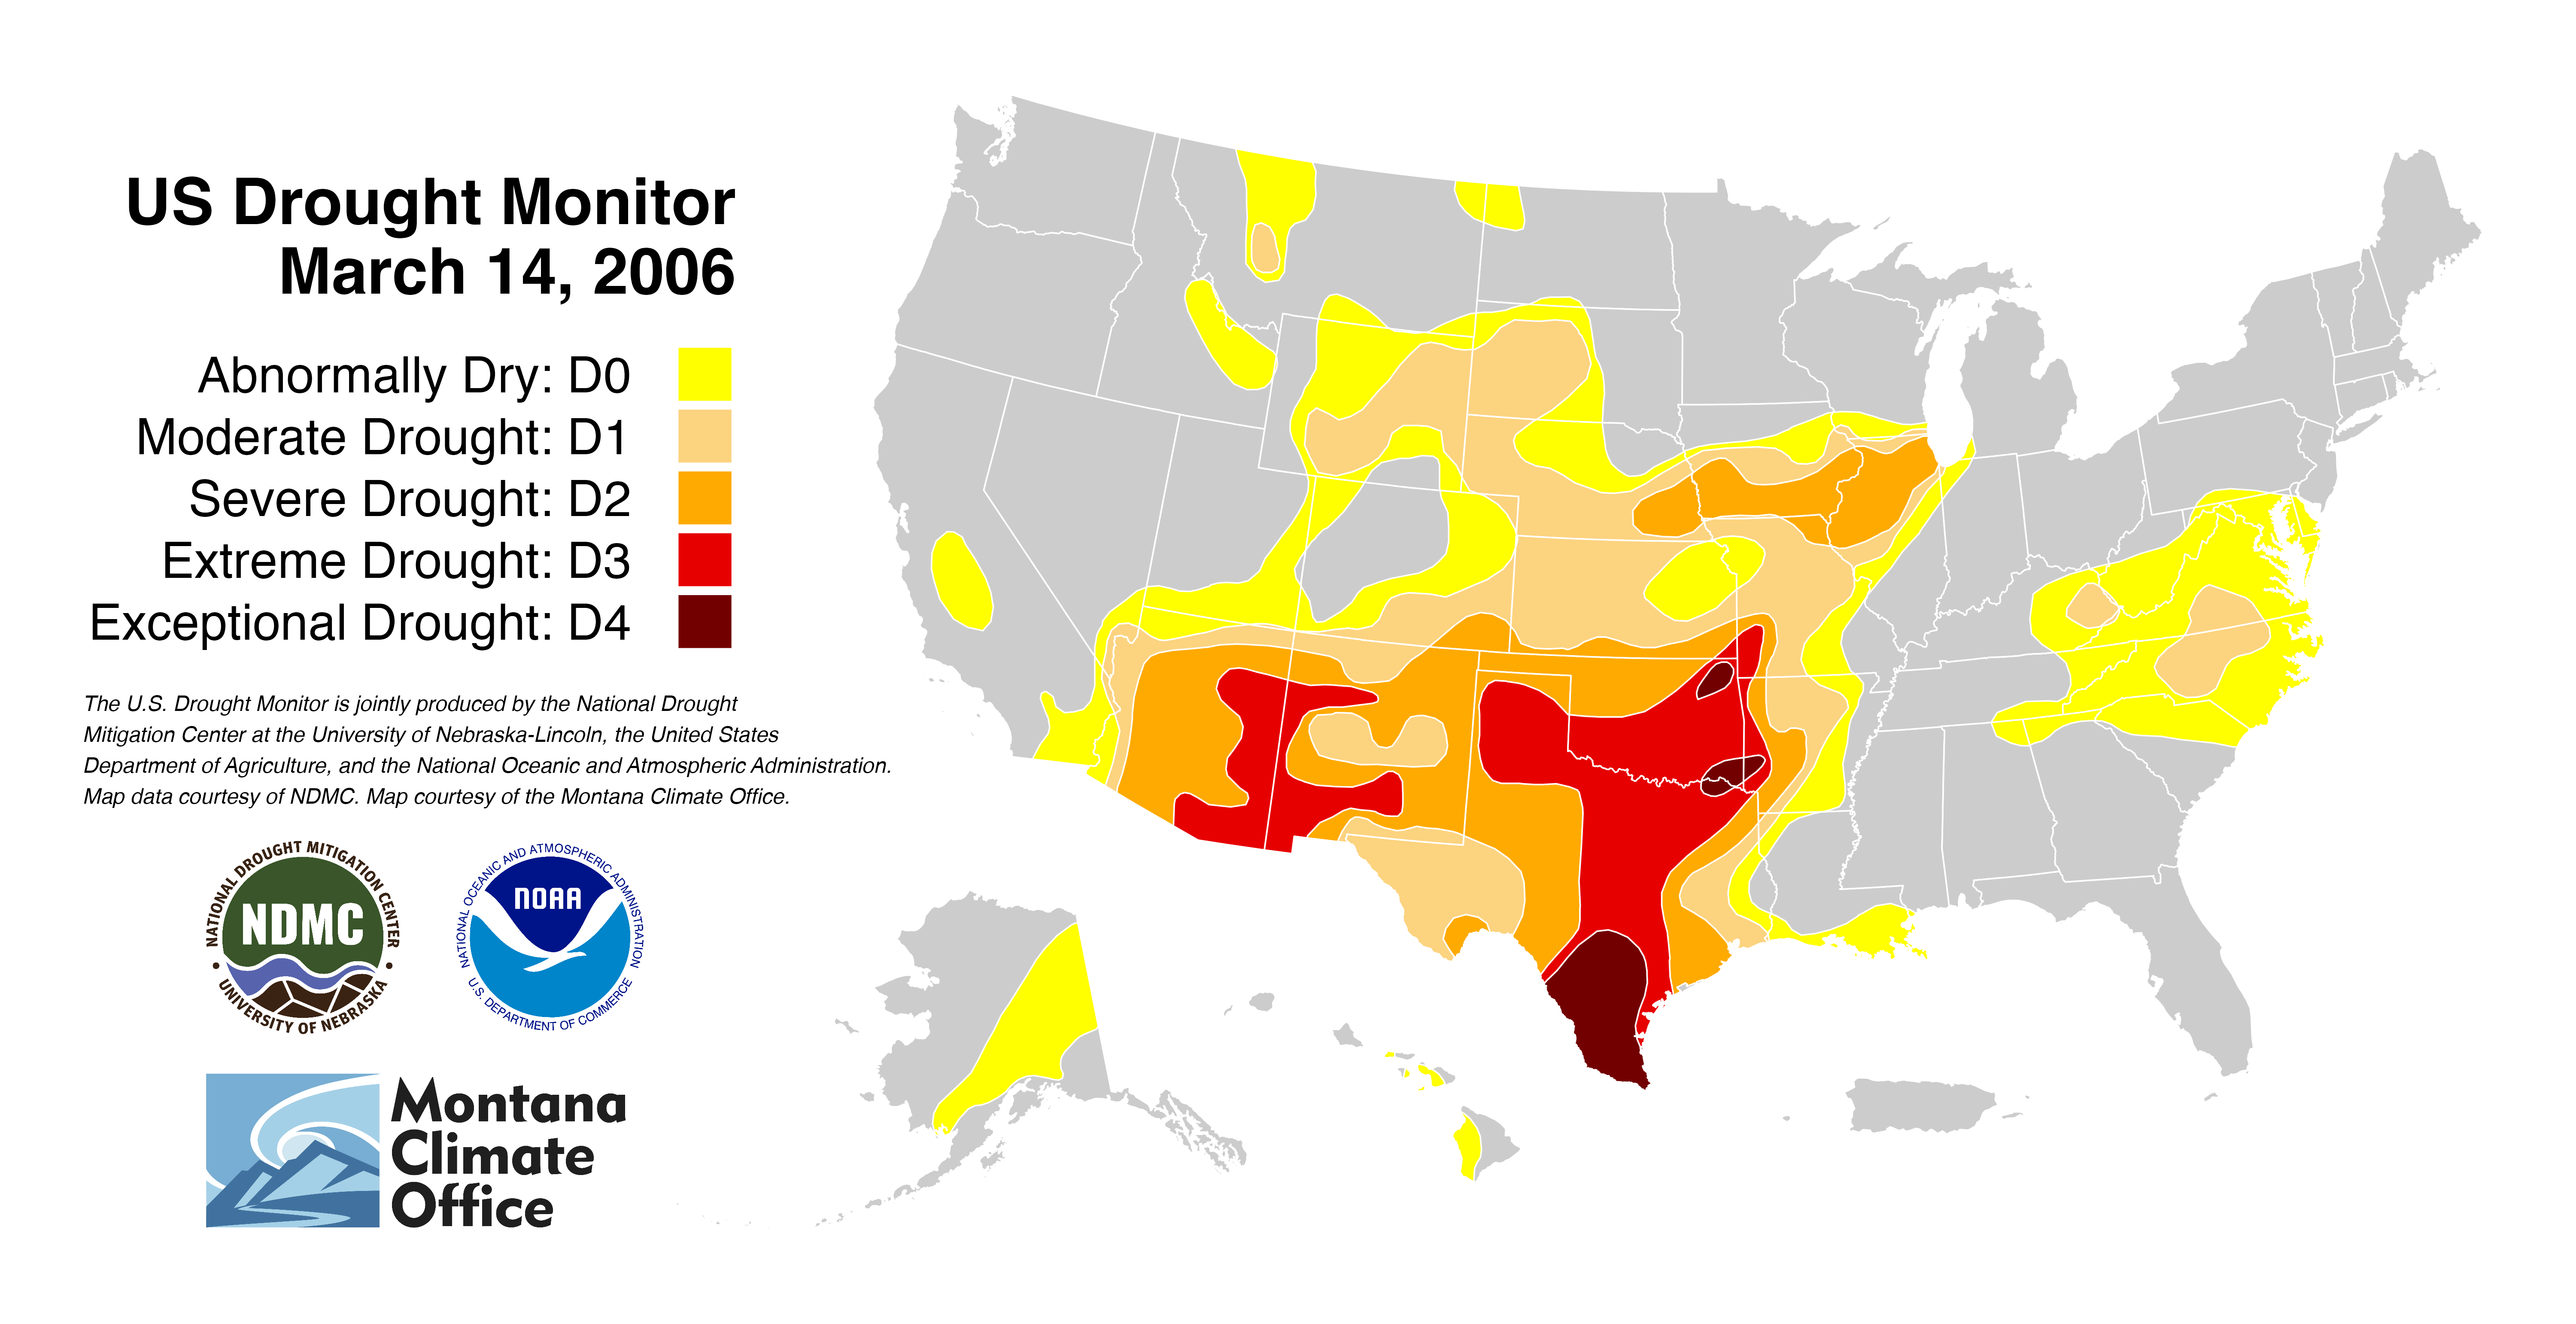 US Drought Monitor
March 14, 2006
Abnormally Dry: D0
Moderate Drought: D1
Severe Drought: D2
Extreme Drought: D3
Exceptional Drought: D4
The U.S. Drought Monitor is jointly produced by the National Drought
Mitigation Center at the University of Nebraska-Lincoln, the United States
Department of Agriculture, and the National Oceanic and Atmospheric Administration.
Map data courtesy of NDMC. Map courtesy of the Montana Climate Office.
NATIONAL DROUGHT MITIGATION CENTER
NDMC
UNIVERSITY OF NEBRASKA
NATIONAL OCEANIC AND ATMOSPHERIC ADMINISTRATION
NOAA
U.S. DEPARTMENT OF COMMERCE
Montana
Climate
Office